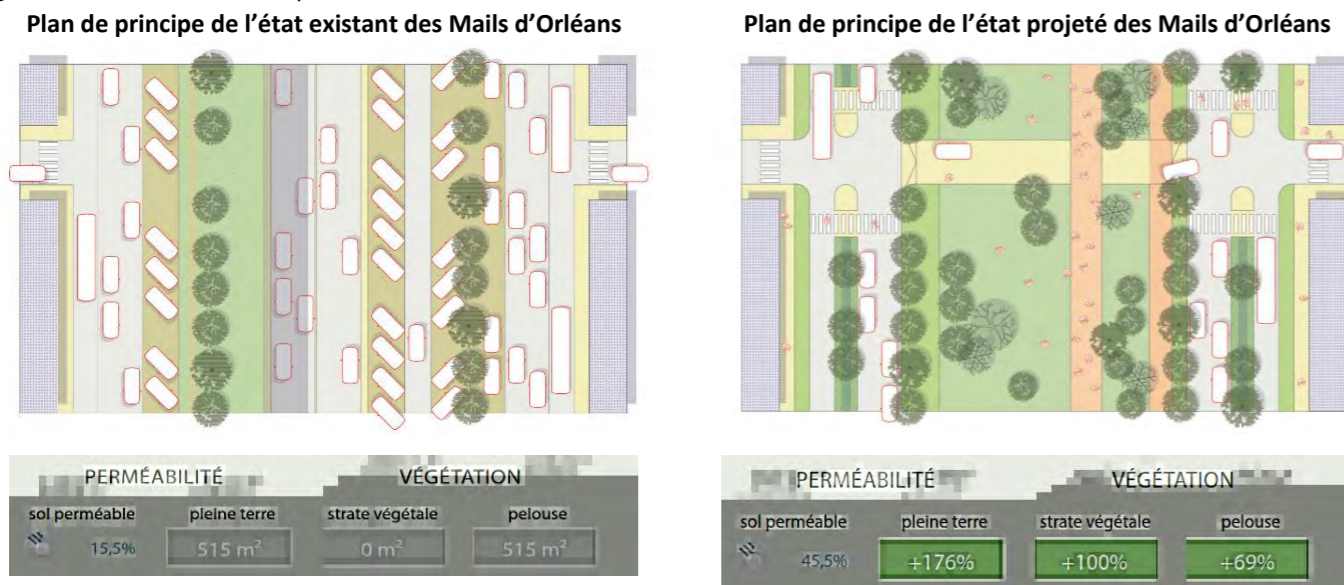 Plan de principe de l’état existant des Mails d’Orléans
PERMÉABILITÉ VÉGÉTATION
sol perméable pleine terre strate végétale pelouse
15,5% 515 m² 0 m² 515 m²
Plan de principe de l’état projeté des Mails d’Orléans
PERMÉABILITÉ VÉGÉTATION
sol perméable pleine terre strate végétale pelouse
45,5% +176% +100% +69%